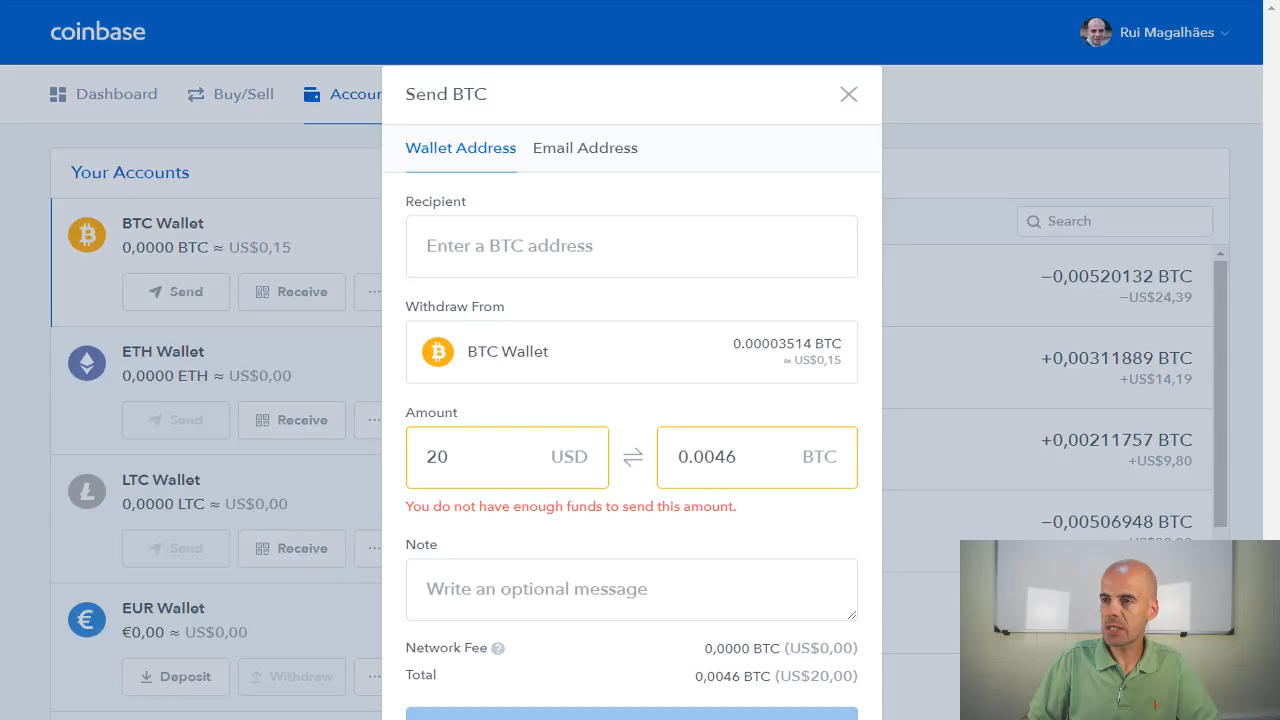 coinbase
Rui Magalhães
Dashboard
Buy/Sell
Accour
Send BTC
Wallet Address
Email Address
Your Accounts
Search
BTC Wallet
0,0000 BTC ≈ US$0,15
Send
Receive
ETH Wallet
0,0000 ETH ≈ US$0,00
Send
Receive
LTC Wallet
0,0000 LTC ≈ US$0,00
Send
Receive
EUR Wallet
€0,00 ≈ US$0,00
Deposit
Withdraw
Recipient
Enter a BTC address
Withdraw From
BTC Wallet
0.00003514 BTC
≈ US$0,15
Amount
20 USD
0.0046 BTC
You do not have enough funds to send this amount.
Note
Write an optional message
Network Fee ?
0,0000 BTC (US$0,00)
Total
0,0046 BTC (US$20,00)
−0,00520132 BTC
−US$24,39
+0,00311889 BTC
+US$14,19
+0,00211757 BTC
+US$9,80
−0,00506948 BTC